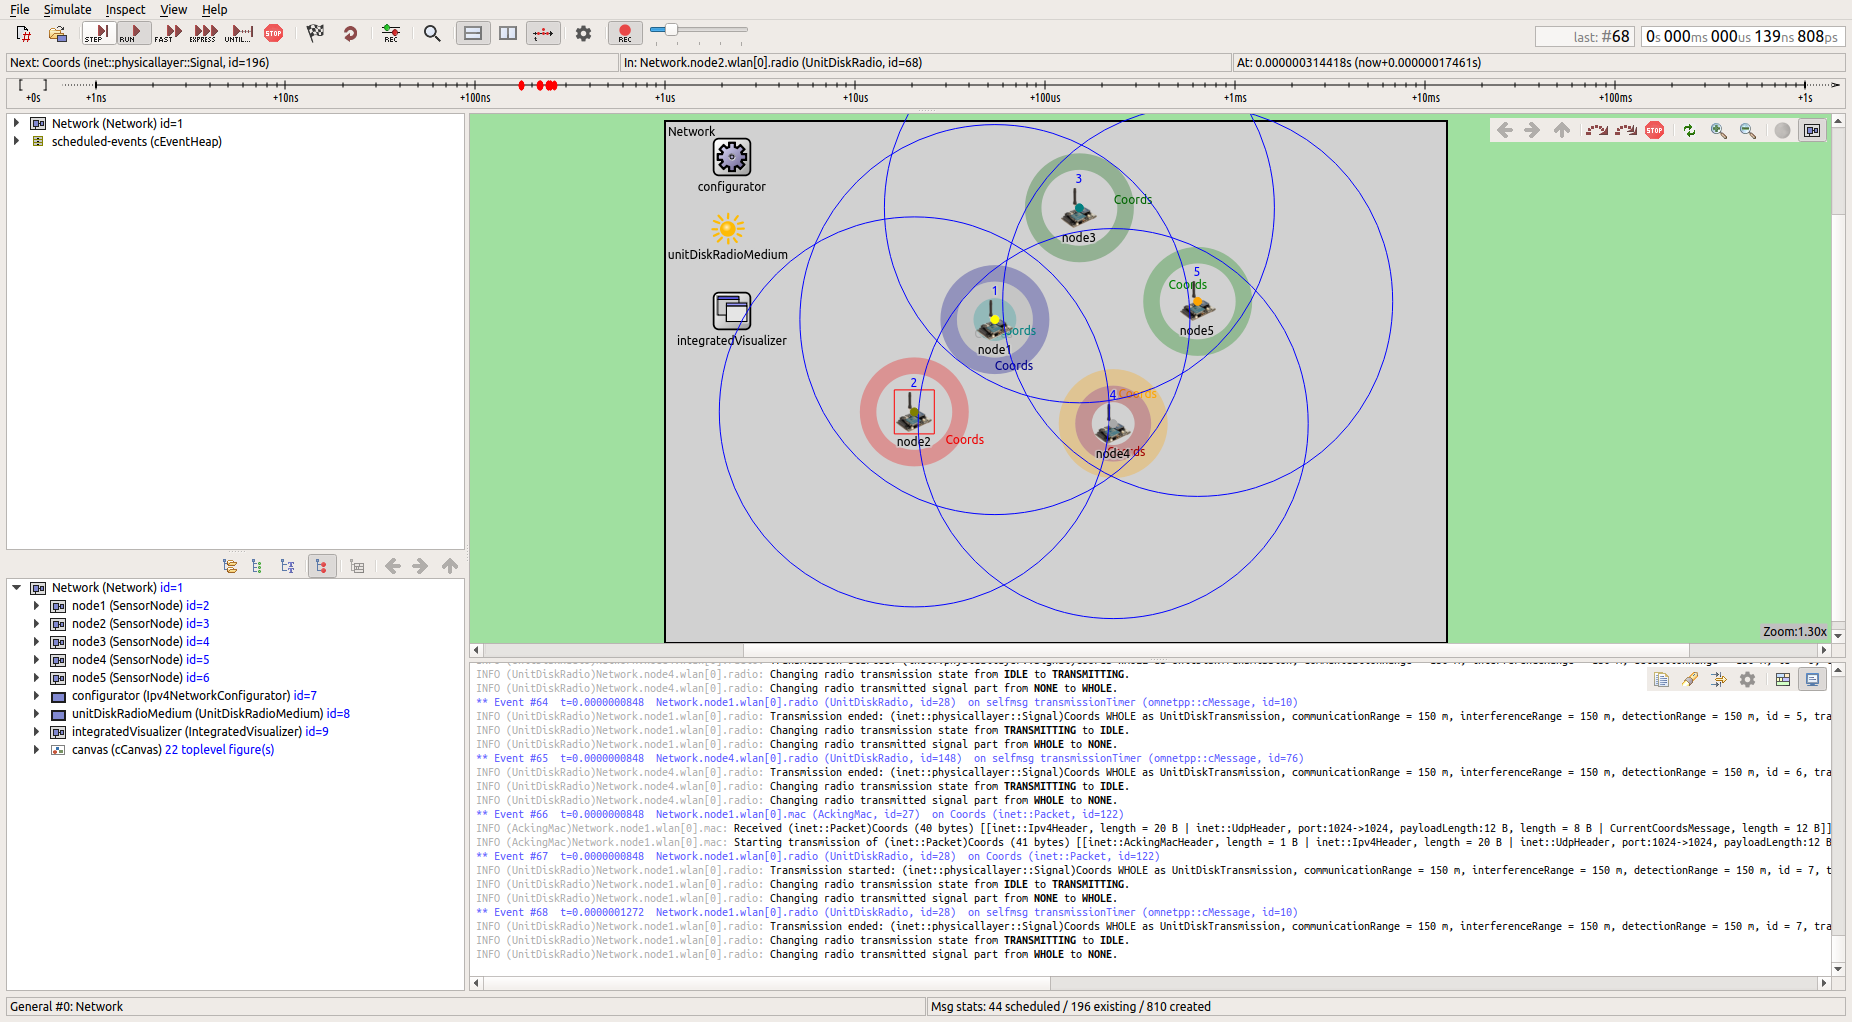 File Simulate Inspect View Help
STEP RUN FAST EXPRESS UNTIL... STOP REC REC
last: #68 0s 000ms 000us 139ns 808ps
Next: Coords (inet::physicallayer::Signal, id=196) In: Network.node2.wlan[0].radio (UnitDiskRadio, id=68) At: 0.000000314418s (now+0.00000017461s)
[ ]
+0s +1ns +10ns +100ns +1us +10us +100us +1ms +10ms +100ms +1s
Network (Network) id=1
scheduled-events (cEventHeap)
Network (Network) id=1
node1 (SensorNode) id=2
node2 (SensorNode) id=3
node3 (SensorNode) id=4
node4 (SensorNode) id=5
node5 (SensorNode) id=6
configurator (Ipv4NetworkConfigurator) id=7
unitDiskRadioMedium (UnitDiskRadioMedium) id=8
integratedVisualizer (IntegratedVisualizer) id=9
canvas (cCanvas) 22 toplevel figure(s)
Network
STOP
configurator
unitDiskRadioMedium
integratedVisualizer
3
Coords
node3
5
Coords
node5
1
node1
Coords
2
node2
Coords
4
Coords
node4
Zoom:1.30x
INFO (UnitDiskRadio)Network.node4.wlan[0].radio: Changing radio transmission state from IDLE to TRANSMITTING.
INFO (UnitDiskRadio)Network.node4.wlan[0].radio: Changing radio transmitted signal part from NONE to WHOLE.
** Event #64 t=0.0000000848 Network.node1.wlan[0].radio (UnitDiskRadio, id=28) on selfmsg transmissionTimer (omnetpp::cMessage, id=10)
INFO (UnitDiskRadio)Network.node1.wlan[0].radio: Transmission ended: (inet::physicallayer::Signal)Coords WHOLE as UnitDiskTransmission, communicationRange = 150 m, interferenceRange = 150 m, detectionRange = 150 m, id = 5, tra
INFO (UnitDiskRadio)Network.node1.wlan[0].radio: Changing radio transmission state from TRANSMITTING to IDLE.
INFO (UnitDiskRadio)Network.node1.wlan[0].radio: Changing radio transmitted signal part from WHOLE to NONE.
** Event #65 t=0.0000000848 Network.node4.wlan[0].radio (UnitDiskRadio, id=148) on selfmsg transmissionTimer (omnetpp::cMessage, id=76)
INFO (UnitDiskRadio)Network.node4.wlan[0].radio: Transmission ended: (inet::physicallayer::Signal)Coords WHOLE as UnitDiskTransmission, communicationRange = 150 m, interferenceRange = 150 m, detectionRange = 150 m, id = 6, tra
INFO (UnitDiskRadio)Network.node4.wlan[0].radio: Changing radio transmission state from TRANSMITTING to IDLE.
INFO (UnitDiskRadio)Network.node4.wlan[0].radio: Changing radio transmitted signal part from WHOLE to NONE.
** Event #66 t=0.0000000848 Network.node1.wlan[0].mac (AckingMac, id=27) on Coords (inet::Packet, id=122)
INFO (AckingMac)Network.node1.wlan[0].mac: Received (inet::Packet)Coords (40 bytes) [[inet::Ipv4Header, length = 20 B | inet::UdpHeader, port:1024->1024, payloadLength:12 B, length = 8 B | CurrentCoordsMessage, length = 12 B]]
INFO (AckingMac)Network.node1.wlan[0].mac: Starting transmission of (inet::Packet)Coords (41 bytes) [[inet::AckingMacHeader, length = 1 B | inet::Ipv4Header, length = 20 B | inet::UdpHeader, port:1024->1024, payloadLength:12 B
** Event #67 t=0.0000000848 Network.node1.wlan[0].radio (UnitDiskRadio, id=28) on Coords (inet::Packet, id=122)
INFO (UnitDiskRadio)Network.node1.wlan[0].radio: Transmission started: (inet::physicallayer::Signal)Coords WHOLE as UnitDiskTransmission, communicationRange = 150 m, interferenceRange = 150 m, detectionRange = 150 m, id = 7, t
INFO (UnitDiskRadio)Network.node1.wlan[0].radio: Changing radio transmission state from IDLE to TRANSMITTING.
INFO (UnitDiskRadio)Network.node1.wlan[0].radio: Changing radio transmitted signal part from NONE to WHOLE.
** Event #68 t=0.0000001272 Network.node1.wlan[0].radio (UnitDiskRadio, id=28) on selfmsg transmissionTimer (omnetpp::cMessage, id=10)
INFO (UnitDiskRadio)Network.node1.wlan[0].radio: Transmission ended: (inet::physicallayer::Signal)Coords WHOLE as UnitDiskTransmission, communicationRange = 150 m, interferenceRange = 150 m, detectionRange = 150 m, id = 7, tra
INFO (UnitDiskRadio)Network.node1.wlan[0].radio: Changing radio transmission state from TRANSMITTING to IDLE.
INFO (UnitDiskRadio)Network.node1.wlan[0].radio: Changing radio transmitted signal part from WHOLE to NONE.
General #0: Network Msg stats: 44 scheduled / 196 existing / 810 created